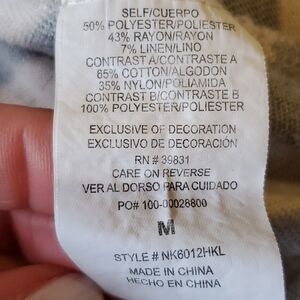 SELF/CUERPO
50% POLYESTER/POLIESTER
43% RAYON/RAYON
7% LINEN/LINO
CONTRAST A/CONTRASTE A
65% COTTON/ALGODON
35% NYLON/POLIAMIDA
CONTRAST B/CONTRASTE B
100% POLYESTER/POLIESTER
EXCLUSIVE OF DECORATION
EXCLUSIVO DE DECORACIÓN
RN # 39831
CARE ON REVERSE
VER AL DORSO PARA CUIDADO
PO# 100-00028800
M
STYLE # NK6012HKL
MADE IN CHINA
HECHO EN CHINA